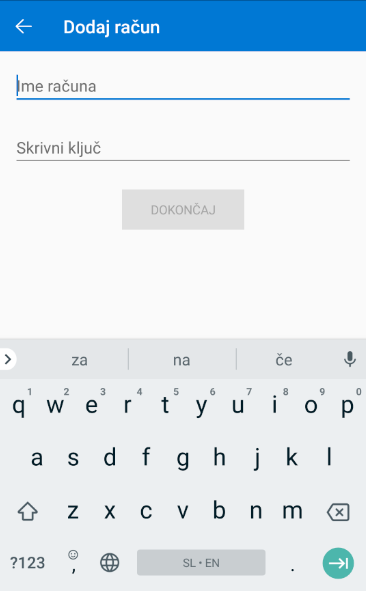 Dodaj račun
Ime računa
Skrivni ključ
DOKONČAJ
za na če
1 2 3 4 5 6 7 8 9 0
q w e r t y u i o p
a s d f g h j k l
z x c v b n m
?123 , SL • EN .